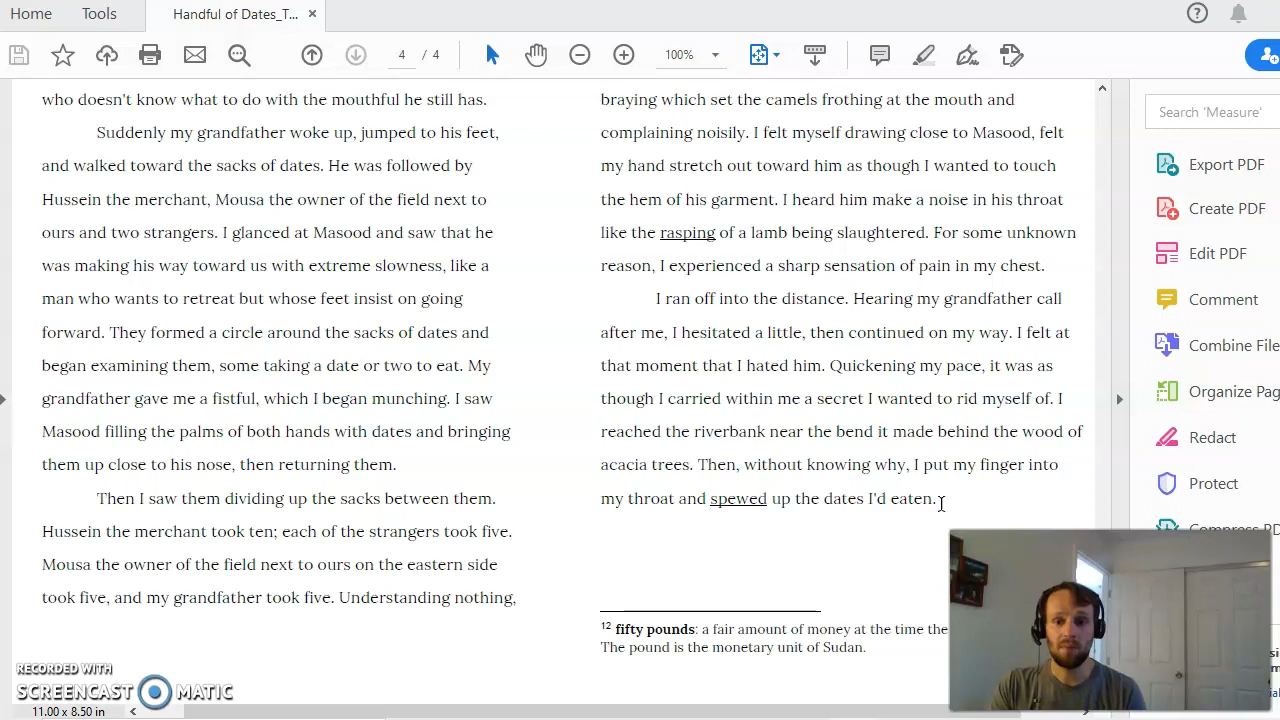 Home
Tools
Handful of Dates_T...
4 / 4
100%
who doesn't know what to do with the mouthful he still has.
Suddenly my grandfather woke up, jumped to his feet,
and walked toward the sacks of dates. He was followed by
Hussein the merchant, Mousa the owner of the field next to
ours and two strangers. I glanced at Masood and saw that he
was making his way toward us with extreme slowness, like a
man who wants to retreat but whose feet insist on going
forward. They formed a circle around the sacks of dates and
began examining them, some taking a date or two to eat. My
grandfather gave me a fistful, which I began munching. I saw
Masood filling the palms of both hands with dates and bringing
them up close to his nose, then returning them.
Then I saw them dividing up the sacks between them.
Hussein the merchant took ten; each of the strangers took five.
Mousa the owner of the field next to ours on the eastern side
took five, and my grandfather took five. Understanding nothing,
braying which set the camels frothing at the mouth and
complaining noisily. I felt myself drawing close to Masood, felt
my hand stretch out toward him as though I wanted to touch
the hem of his garment. I heard him make a noise in his throat
like the rasping of a lamb being slaughtered. For some unknown
reason, I experienced a sharp sensation of pain in my chest.
I ran off into the distance. Hearing my grandfather call
after me, I hesitated a little, then continued on my way. I felt at
that moment that I hated him. Quickening my pace, it was as
though I carried within me a secret I wanted to rid myself of. I
reached the riverbank near the bend it made behind the wood of
acacia trees. Then, without knowing why, I put my finger into
my throat and spewed up the dates I'd eaten.
12 fifty pounds: a fair amount of money at the time the
The pound is the monetary unit of Sudan.
Search 'Measure'
Export PDF
Create PDF
Edit PDF
Comment
Combine File
Organize Pag
Redact
Protect
Compress PD
RECORDED WITH
SCREENCAST MATIC
11.00 x 8.50 in